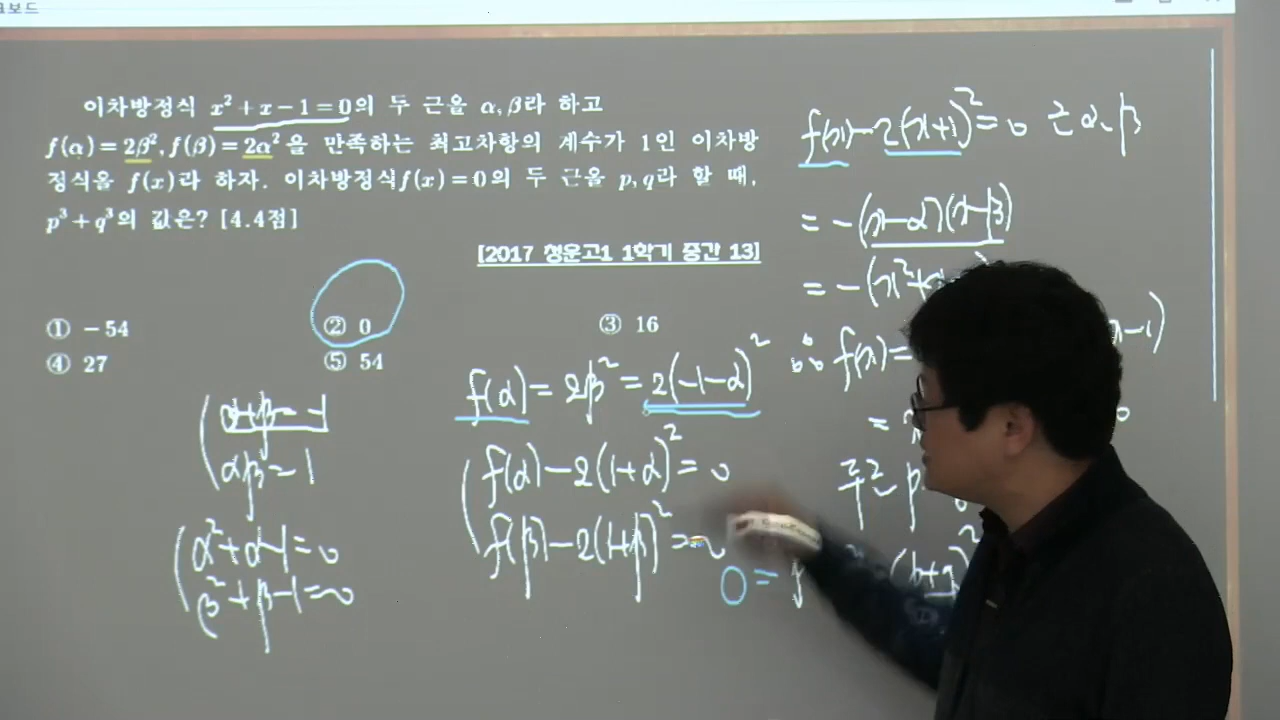 크보드
이차방정식 x² + x - 1 = 0의 두 근을 α, β라 하고
f(α) = 2β², f(β) = 2α²을 만족하는 최고차항의 계수가 1인 이차방
정식을 f(x)라 하자. 이차방정식 f(x) = 0의 두 근을 p, q라 할 때,
p³ + q³의 값은? [4.4점]
[2017 청운고1 1학기 중간 13]
① -54
② 0
③ 16
④ 27
⑤ 54
α+β = -1
αβ = -1
α²+α-1=0
β²+β-1=0
f(α) = 2β² = 2(-1-α)²
f(α)-2(1+α)² = 0
f(β)-2(1+β)² = 0
0 =
f(x)-2(x+1)² = 0 근 α, β
= -(x-α)(x-β)
= -(x²+
∴ f(x) = x-1)
=
두근 p
(p+q)²